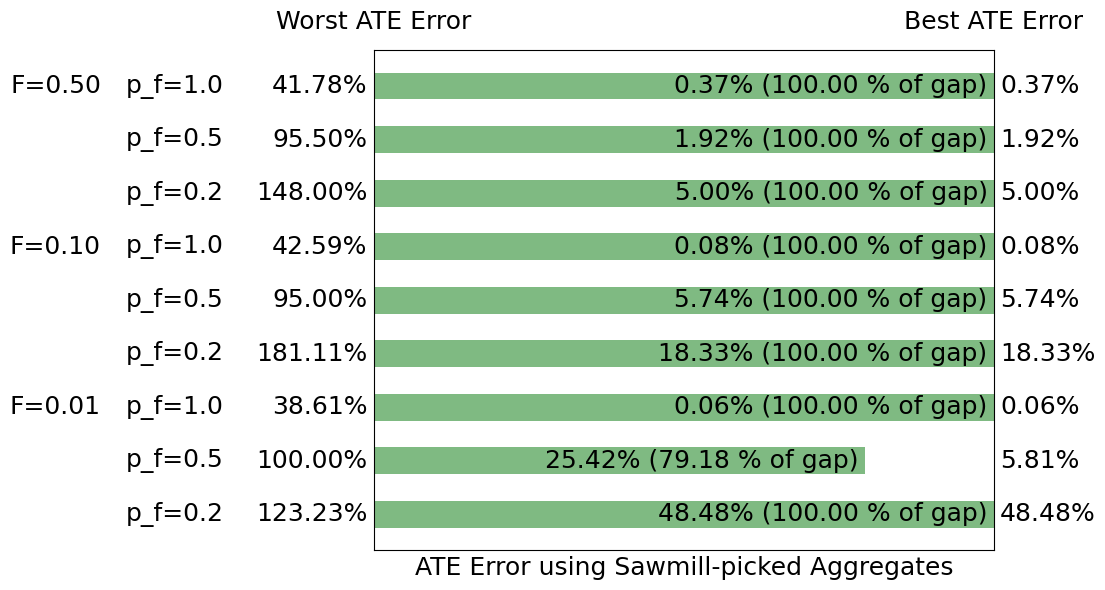 Worst ATE Error Best ATE Error
F=0.50 p_f=1.0 41.78% 0.37% (100.00 % of gap) 0.37%
p_f=0.5 95.50% 1.92% (100.00 % of gap) 1.92%
p_f=0.2 148.00% 5.00% (100.00 % of gap) 5.00%
F=0.10 p_f=1.0 42.59% 0.08% (100.00 % of gap) 0.08%
p_f=0.5 95.00% 5.74% (100.00 % of gap) 5.74%
p_f=0.2 181.11% 18.33% (100.00 % of gap) 18.33%
F=0.01 p_f=1.0 38.61% 0.06% (100.00 % of gap) 0.06%
p_f=0.5 100.00% 25.42% (79.18 % of gap) 5.81%
p_f=0.2 123.23% 48.48% (100.00 % of gap) 48.48%
ATE Error using Sawmill-picked Aggregates